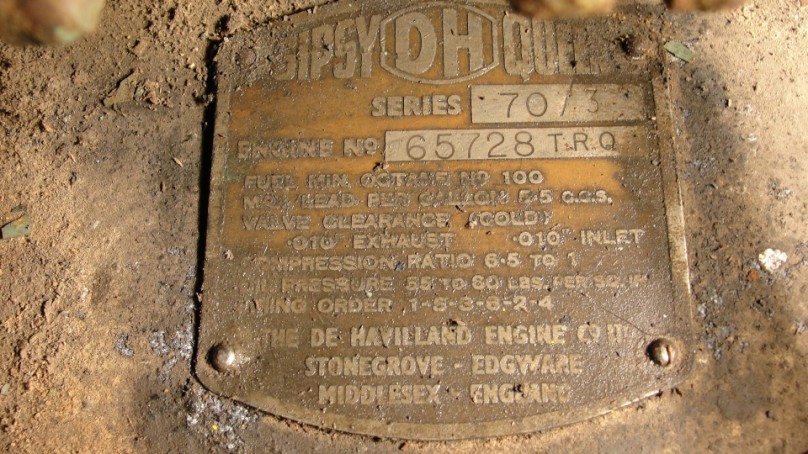 GIPSY DH QUEEN
SERIES 70/3
ENGINE NO 65728 T.R.Q
FUEL MIN OCTANE NO 100
MAX LEAD PER GALLON 5·5 C.C.S.
VALVE CLEARANCE (COLD)
·010" EXHAUST ·010" INLET
COMPRESSION RATIO 6·5 TO 1
OIL PRESSURE 55 TO 60 LBS. PER SQ. IN
FIRING ORDER 1-5-3-6-2-4
THE DE HAVILLAND ENGINE CO
STONEGROVE - EDGWARE
MIDDLESEX - ENGLAND